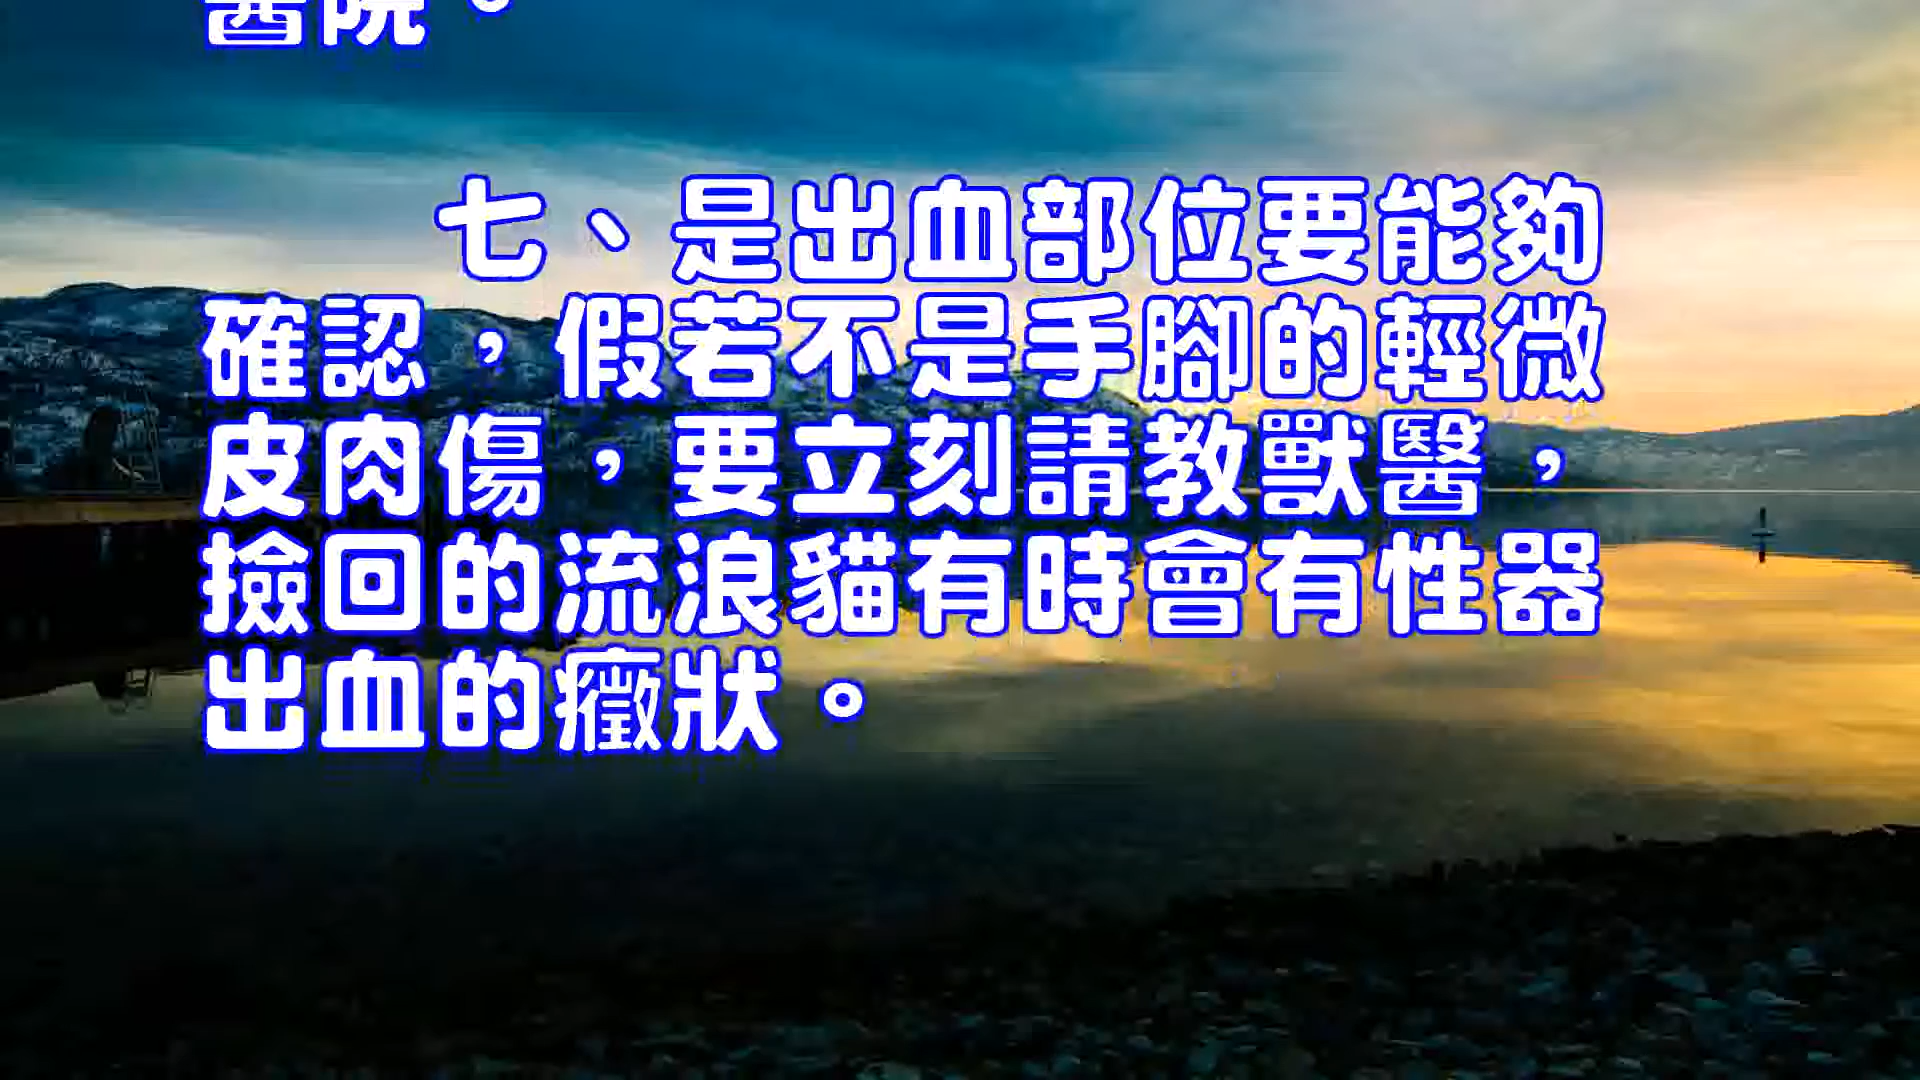 醫院。
七、是出血部位要能夠
確認，假若不是手腳的輕微
皮肉傷，要立刻請教獸醫，
撿回的流浪貓有時會有性器
出血的癥狀。